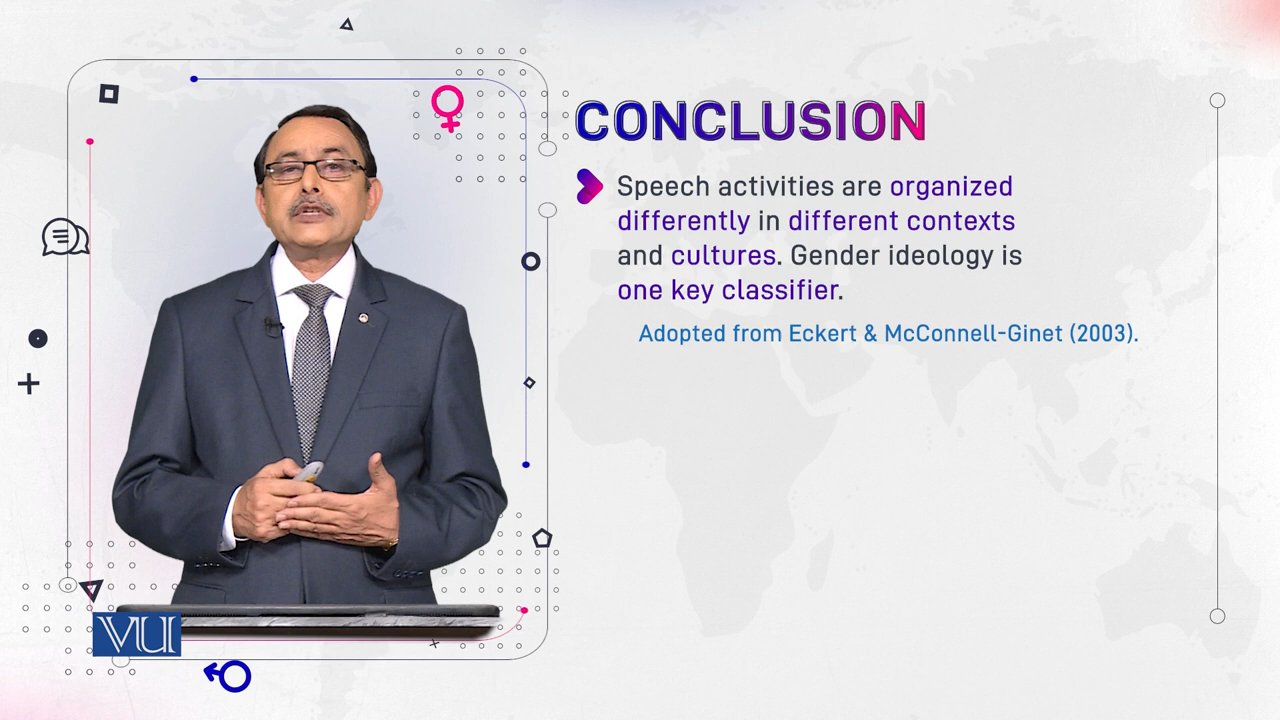 CONCLUSION
Speech activities are organized
differently in different contexts
and cultures. Gender ideology is
one key classifier.
Adopted from Eckert & McConnell-Ginet (2003).
VU